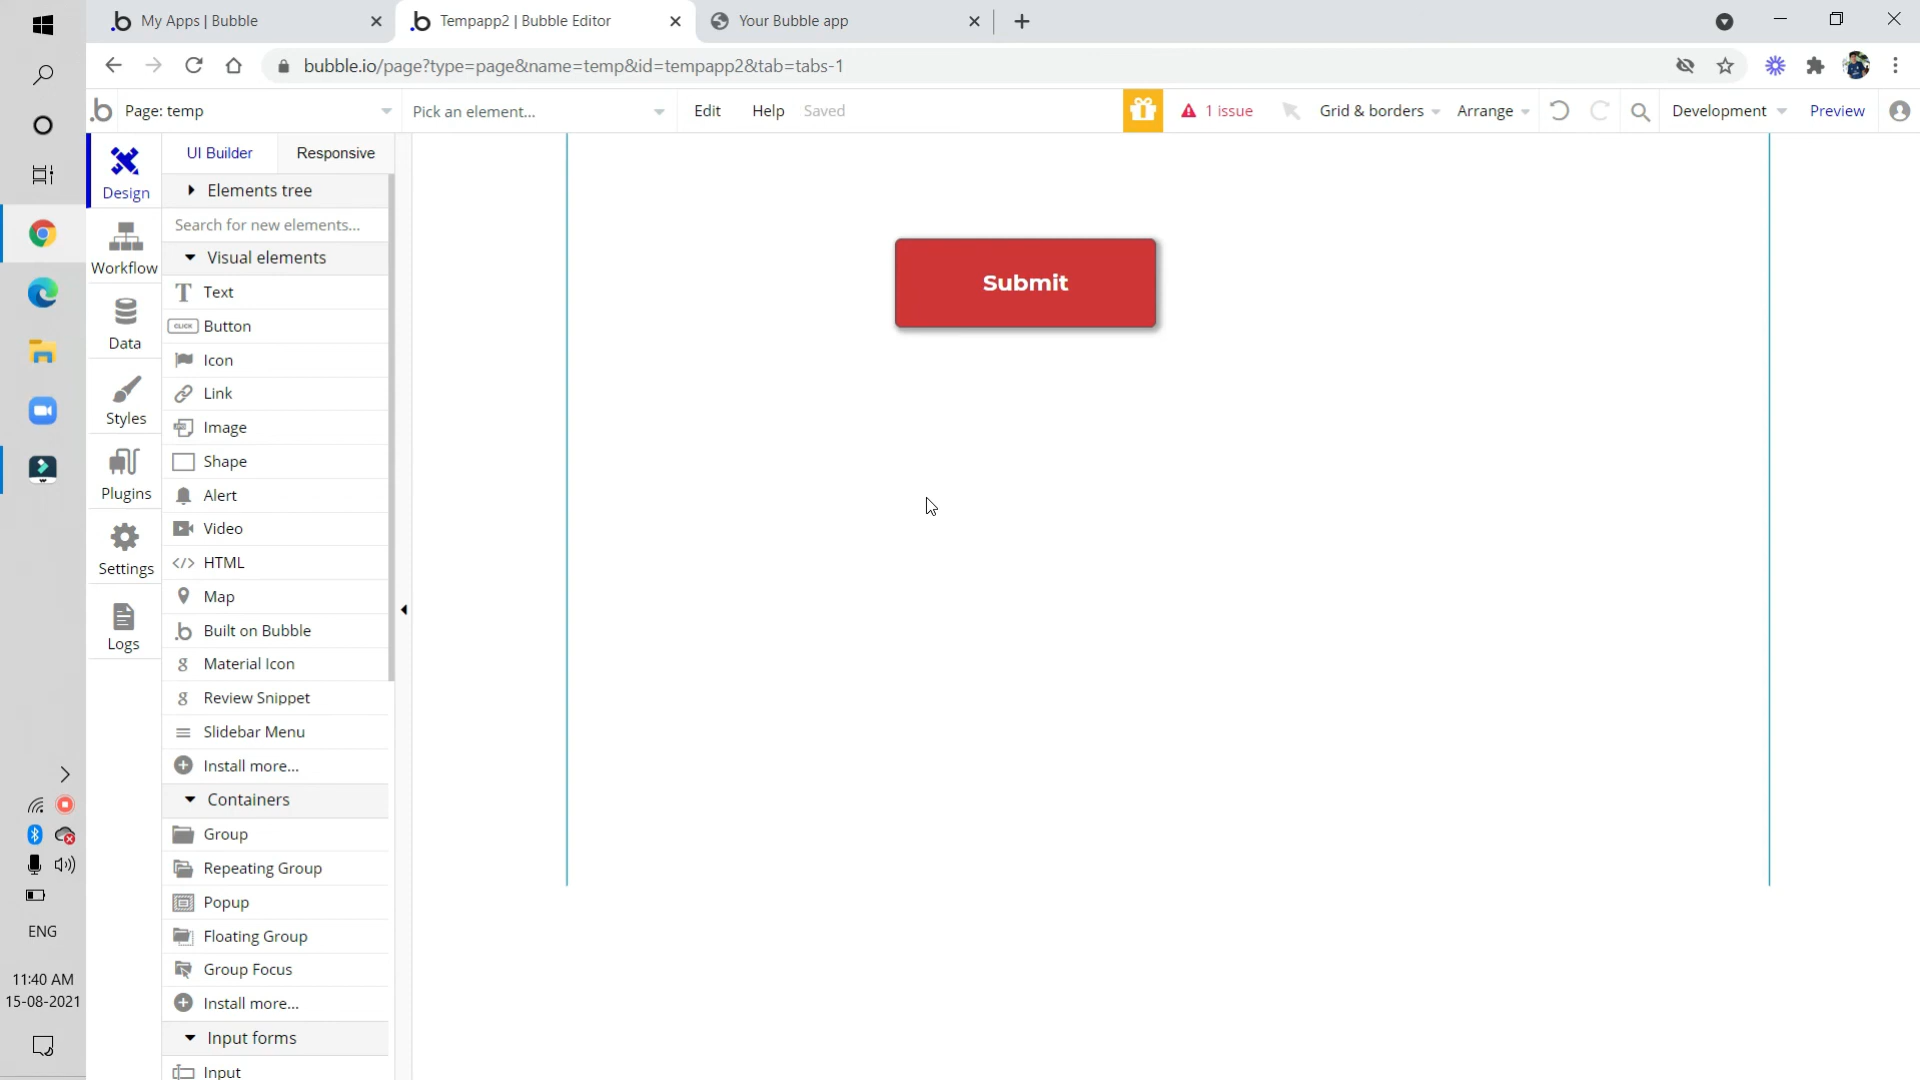 My Apps | Bubble
Tempapp2 | Bubble Editor
Your Bubble app
bubble.io/page?type=page&name=temp&id=tempapp2&tab=tabs-1
Page: temp
Pick an element...
Edit
Help
Saved
1 issue
Grid & borders
Arrange
Development
Preview
Design
Workflow
Data
Styles
Plugins
Settings
Logs
UI Builder
Responsive
Elements tree
Search for new elements...
Visual elements
Text
CLICK
Button
Icon
Link
Image
Shape
Alert
Video
HTML
Map
Built on Bubble
Material Icon
Review Snippet
Slidebar Menu
Install more...
Containers
Group
Repeating Group
Popup
Floating Group
Group Focus
Install more...
Input forms
Input
Submit
ENG
11:40 AM
15-08-2021